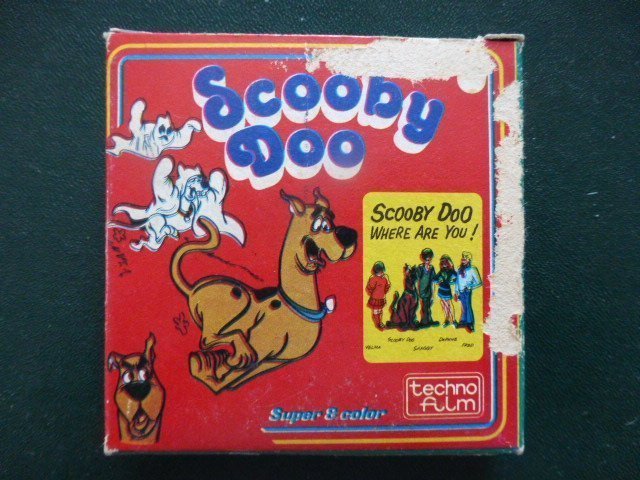 Scooby
Doo
SCOOBY DOO
WHERE ARE YOU!
VELMA
SCOOBY DOO
SHAGGY
DAPHNE
FRED
Super 8 color
techno
film